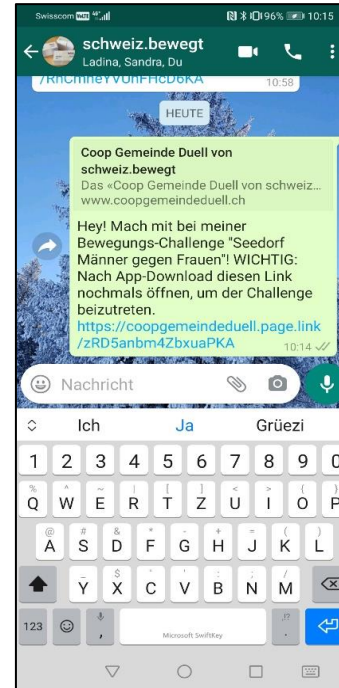 Swisscom 96% 10:15
schweiz.bewegt
Ladina, Sandra, Du
/RhCmneYVUnFHcD6KA
10:58
HEUTE
Coop Gemeinde Duell von
schweiz.bewegt
Das «Coop Gemeinde Duell von schweiz...
www.coopgemeindeduell.ch
Hey! Mach mit bei meiner
Bewegungs-Challenge "Seedorf
Männer gegen Frauen"! WICHTIG:
Nach App-Download diesen Link
nochmals öffnen, um der Challenge
beizutreten.
https://coopgemeindeduell.page.link
/zRD5anbm4ZbxuaPKA
10:14
Nachricht
Ich Ja Grüezi
1 2 3 4 5 6 7 8 9 0
Q W E R T Z U I O P
A S D F G H J K L
Y X C V B N M
123 , Microsoft SwiftKey .